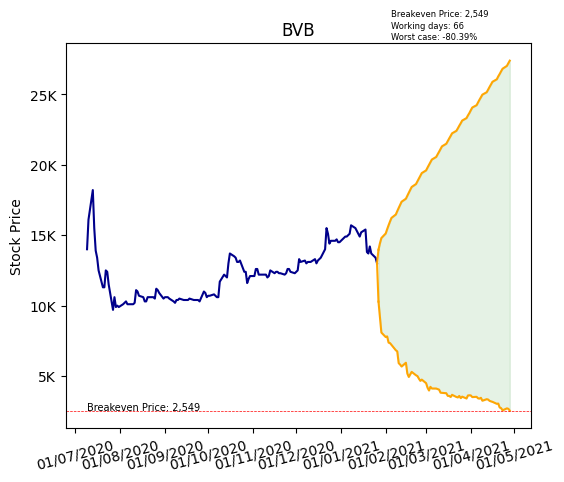 Breakeven Price: 2,549
Working days: 66
Worst case: -80.39%
BVB
Stock Price
25K
20K
15K
10K
5K
Breakeven Price: 2,549
01/07/2020
01/08/2020
01/09/2020
01/10/2020
01/11/2020
01/12/2020
01/01/2021
01/02/2021
01/03/2021
01/04/2021
01/05/2021